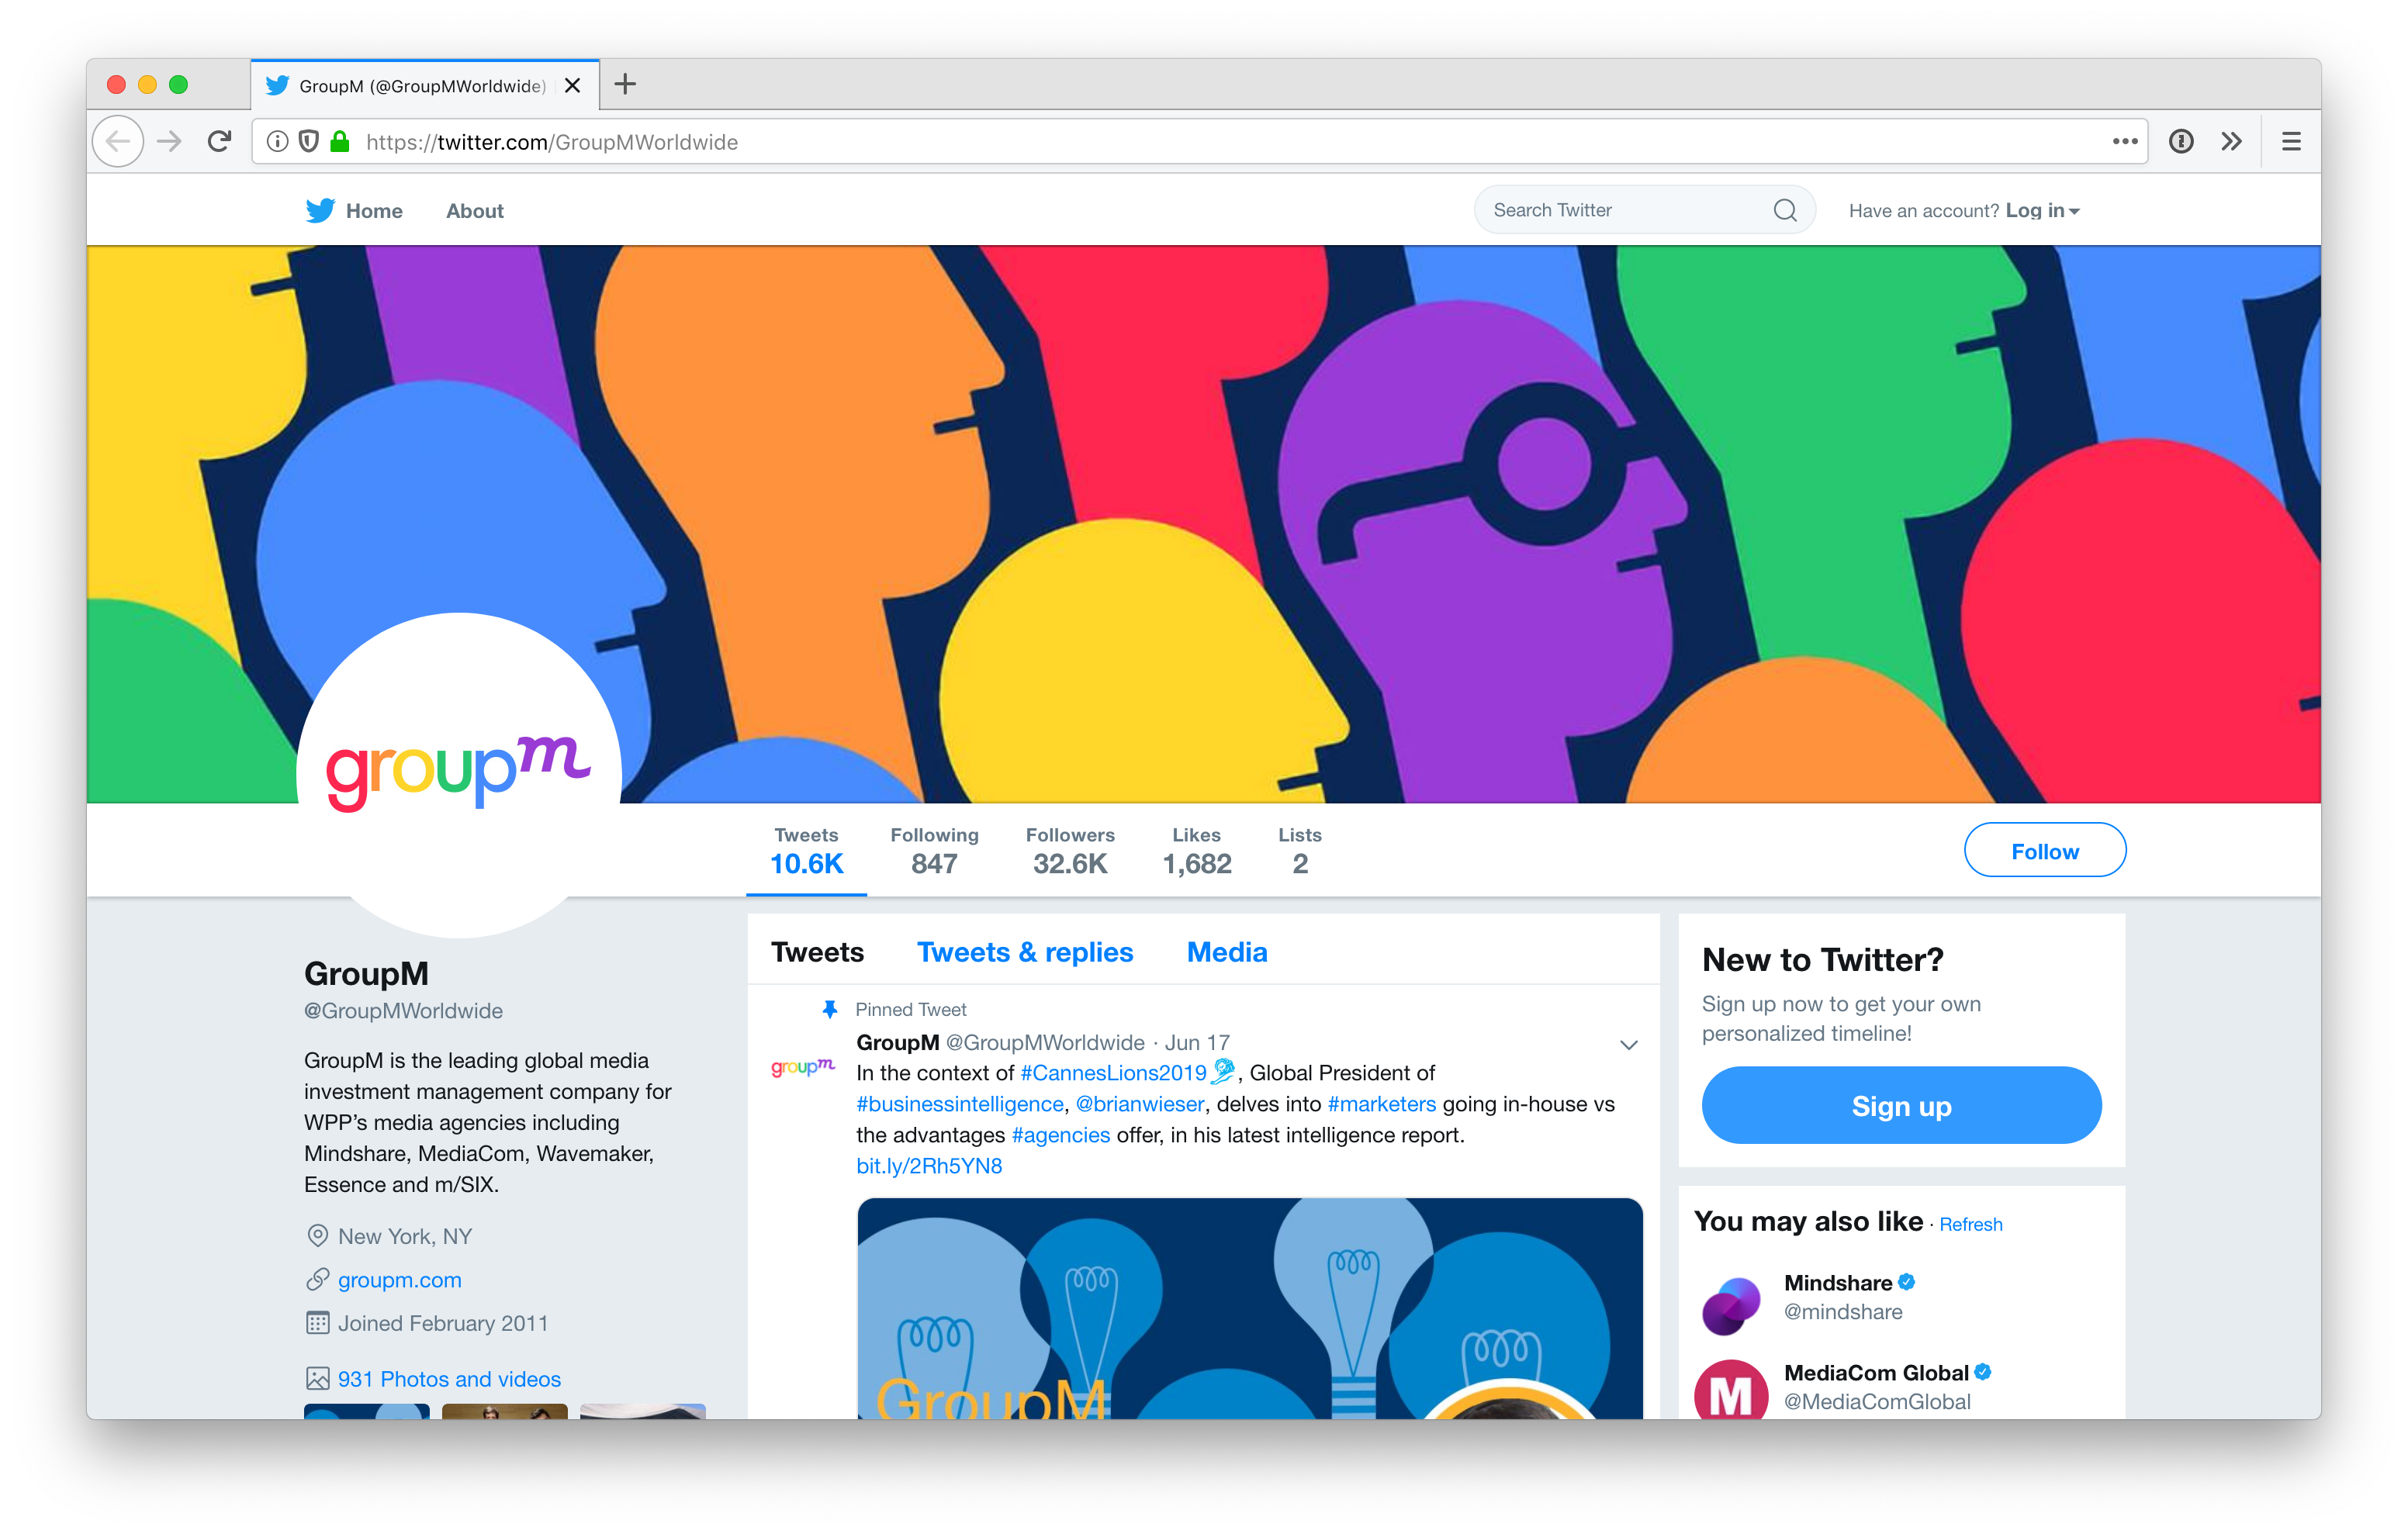 GroupM (@GroupMWorldwide)
https://twitter.com/GroupMWorldwide
Home About
Search Twitter
Have an account? Log in
groupm
Tweets Following Followers Likes Lists
10.6K 847 32.6K 1,682 2
Follow
GroupM
@GroupMWorldwide
GroupM is the leading global media
investment management company for
WPP’s media agencies including
Mindshare, MediaCom, Wavemaker,
Essence and m/SIX.
New York, NY
groupm.com
Joined February 2011
931 Photos and videos
Tweets Tweets & replies Media
Pinned Tweet
groupm
GroupM @GroupMWorldwide · Jun 17
In the context of #CannesLions2019, Global President of
#businessintelligence, @brianwieser, delves into #marketers going in-house vs
the advantages #agencies offer, in his latest intelligence report.
bit.ly/2Rh5YN8
GroupM
New to Twitter?
Sign up now to get your own
personalized timeline!
Sign up
You may also like · Refresh
Mindshare
@mindshare
M
MediaCom Global
@MediaComGlobal